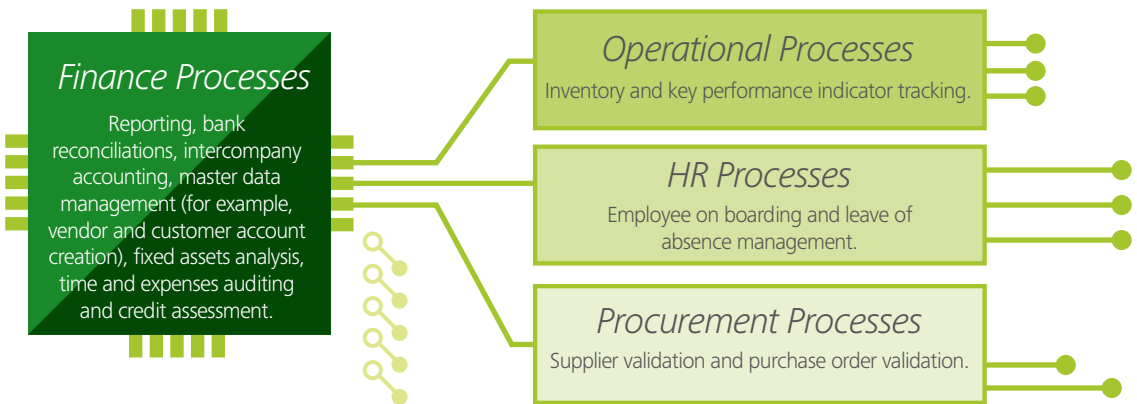 Finance Processes
Reporting, bank
reconciliations, intercompany
accounting, master data
management (for example,
vendor and customer account
creation), fixed assets analysis,
time and expenses auditing
and credit assessment.
Operational Processes
Inventory and key performance indicator tracking.
HR Processes
Employee on boarding and leave of
absence management.
Procurement Processes
Supplier validation and purchase order validation.